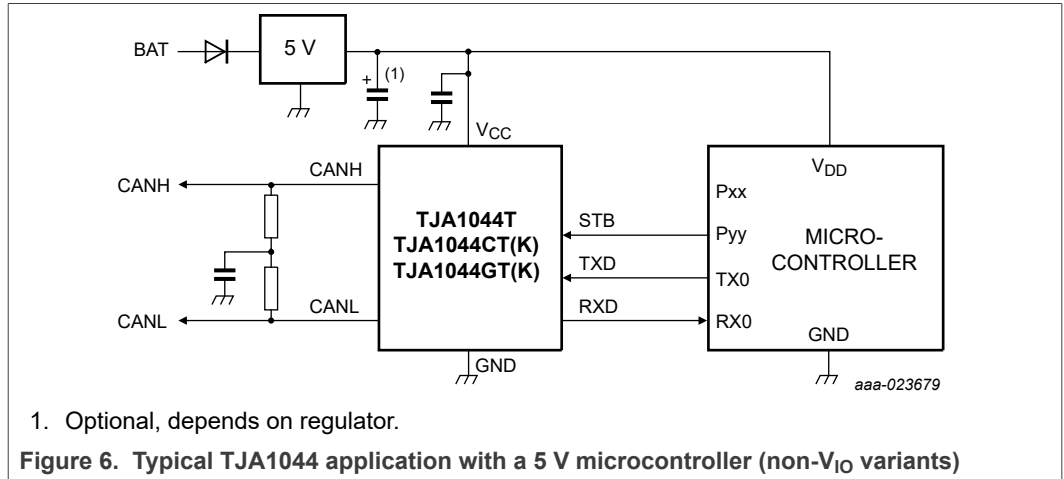 BAT
5 V
+ (1)
VCC
VDD
CANH
CANH
Pxx
TJA1044T
TJA1044CT(K)
TJA1044GT(K)
STB
Pyy
MICRO-
CONTROLLER
TXD
TX0
CANL
CANL
RXD
RX0
GND
GND
aaa-023679
1. Optional, depends on regulator.
Figure 6. Typical TJA1044 application with a 5 V microcontroller (non-VIO variants)